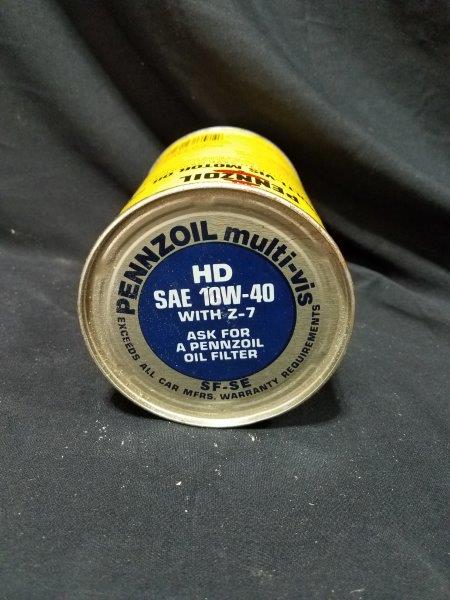 PENNZOIL
VIS MOTOR OIL
PENNZOIL multi-vis
HD
SAE 10W-40
WITH Z-7
ASK FOR
A PENNZOIL
OIL FILTER
SF-SE
EXCEEDS ALL CAR MFRS. WARRANTY REQUIREMENTS